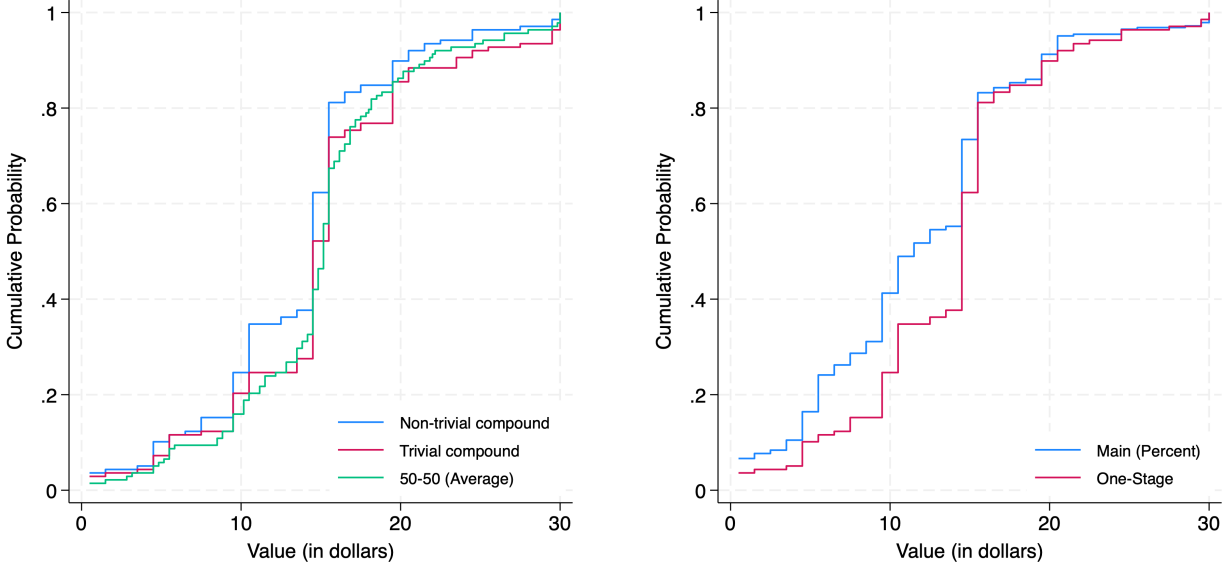 Cumulative Probability
1
.8
.6
.4
.2
0
Non-trivial compound
Trivial compound
50-50 (Average)
0
10
20
30
Value (in dollars)
Cumulative Probability
1
.8
.6
.4
.2
0
Main (Percent)
One-Stage
0
10
20
30
Value (in dollars)